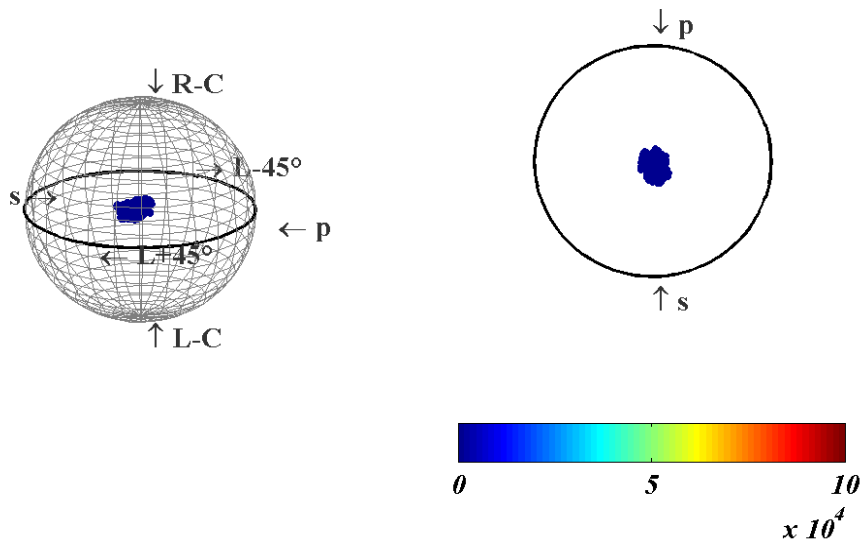 ↓ R-C
→ L-45°
s →
← p
← L+45°
↑ L-C
↓ p
↑ s
0 5 10
x 10^4